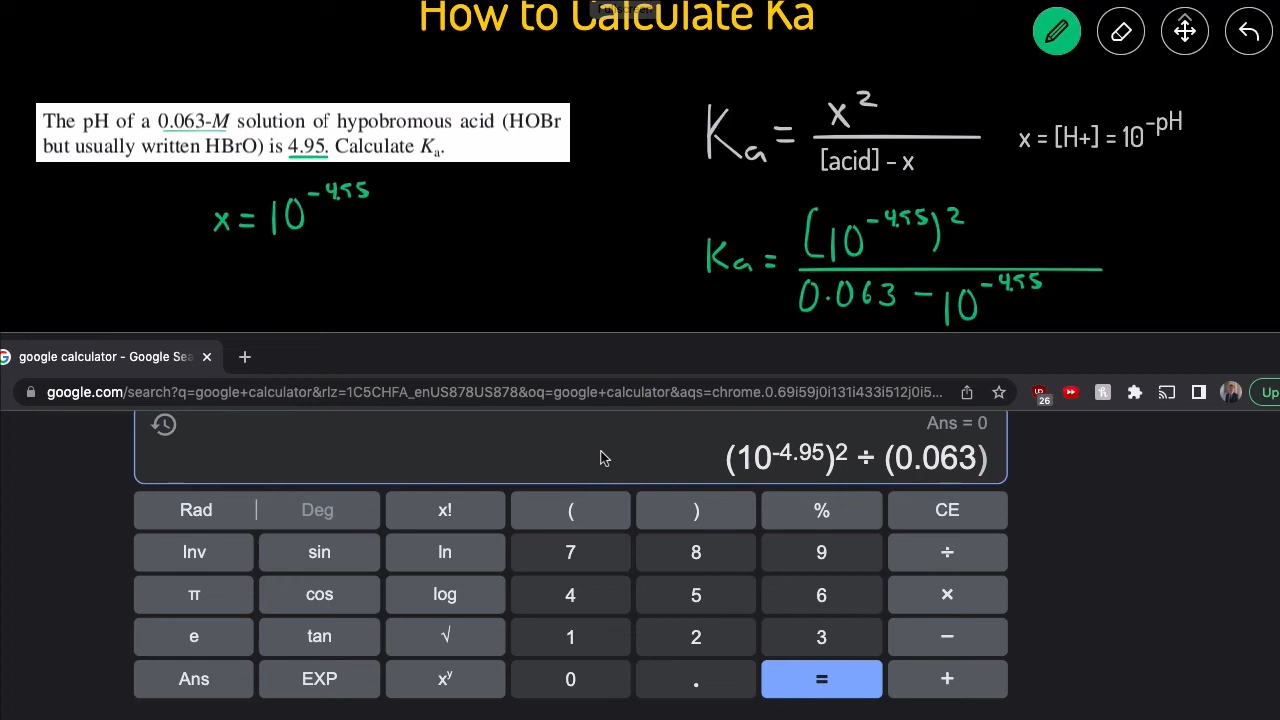 How to Calculate Ka
The pH of a 0.063-M solution of hypobromous acid (HOBr
but usually written HBrO) is 4.95. Calculate Ka.
Ka = x² / [acid] - x
x = [H+] = 10^-pH
x = 10^-4.95
Ka = (10^-4.95)² / 0.063 - 10^-4.95
google calculator - Google Sea
google.com/search?q=google+calculator&rlz=1C5CHFA_enUS878US878&oq=google+calculator&aqs=chrome.0.69i59j0i131i433i512j0i5...
26
Up
Ans = 0
(10^-4.95)² ÷ (0.063)
Rad Deg x! ( ) % CE
Inv sin ln 7 8 9 ÷
π cos log 4 5 6 ×
e tan √ 1 2 3 −
Ans EXP x^y 0 . = +